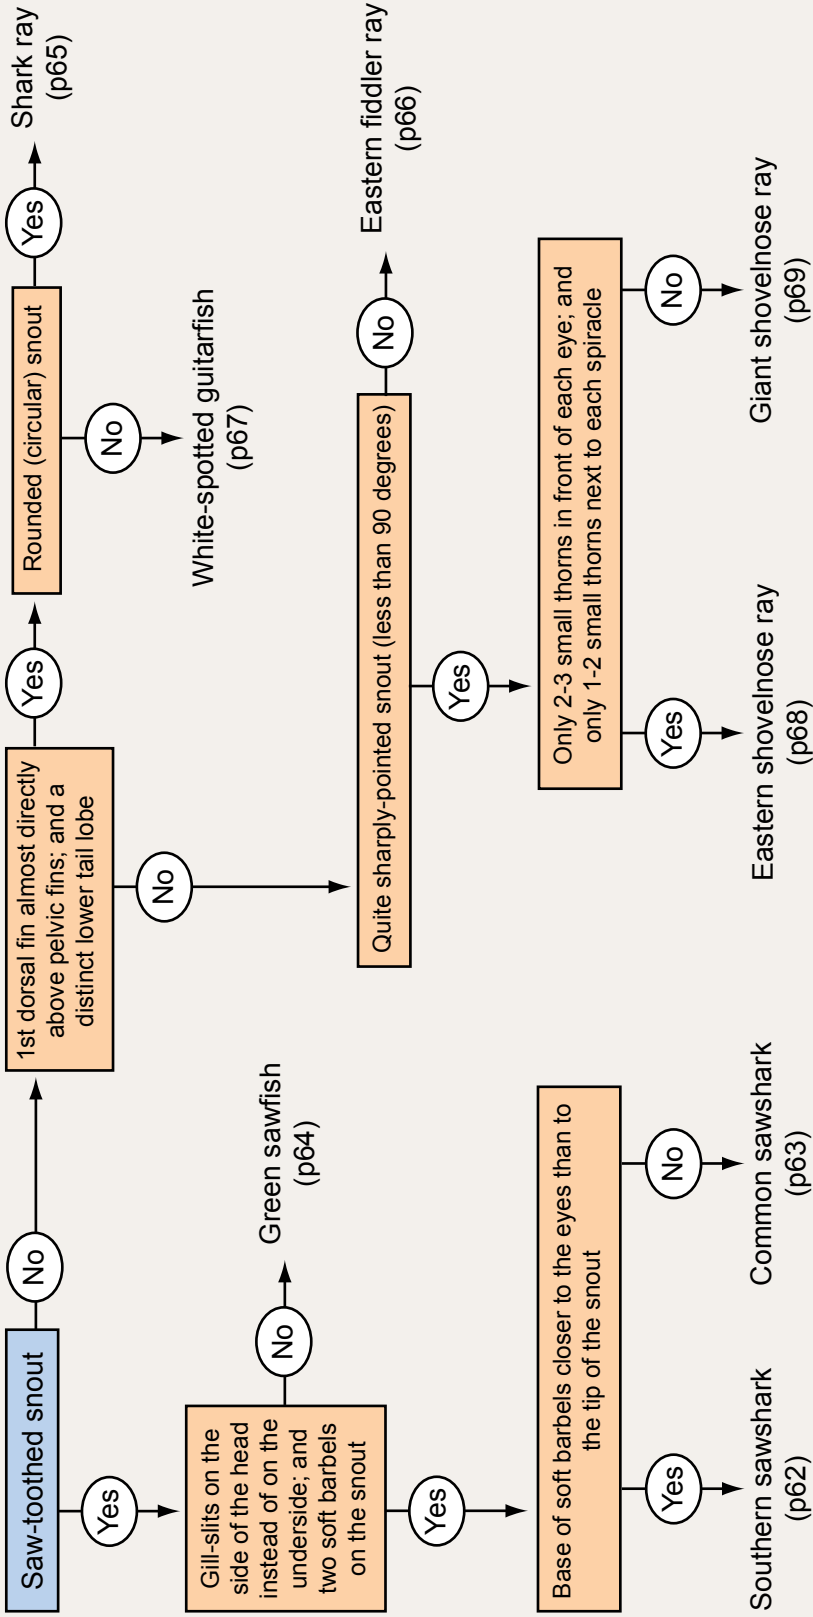 Saw-toothed snout
No
1st dorsal fin almost directly
above pelvic fins; and a
distinct lower tail lobe
Yes
Rounded (circular) snout
Yes
Shark ray
(p65)
No
White-spotted guitarfish
(p67)
No
Quite sharply-pointed snout (less than 90 degrees)
No
Eastern fiddler ray
(p66)
Yes
Only 2-3 small thorns in front of each eye; and
only 1-2 small thorns next to each spiracle
Yes
Eastern shovelnose ray
(p68)
No
Giant shovelnose ray
(p69)
Yes
Gill-slits on the
side of the head
instead of on the
underside; and
two soft barbels
on the snout
No
Green sawfish
(p64)
Yes
Base of soft barbels closer to the eyes than to
the tip of the snout
Yes
Southern sawshark
(p62)
No
Common sawshark
(p63)